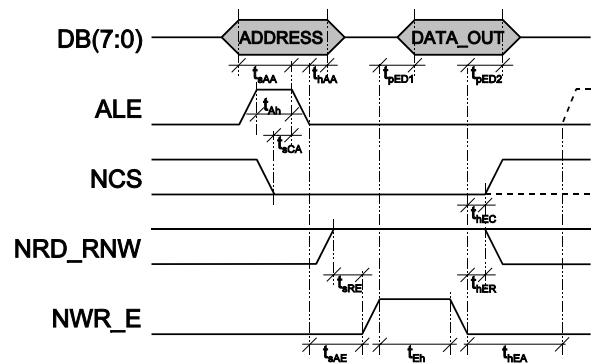 DB(7:0) ADDRESS DATA_OUT
tsAA thAA tpED1 tpED2
ALE tAh
tsCA
NCS
thEC
NRD_RNW
tsRE thER
NWR_E
tsAE tEh thEA